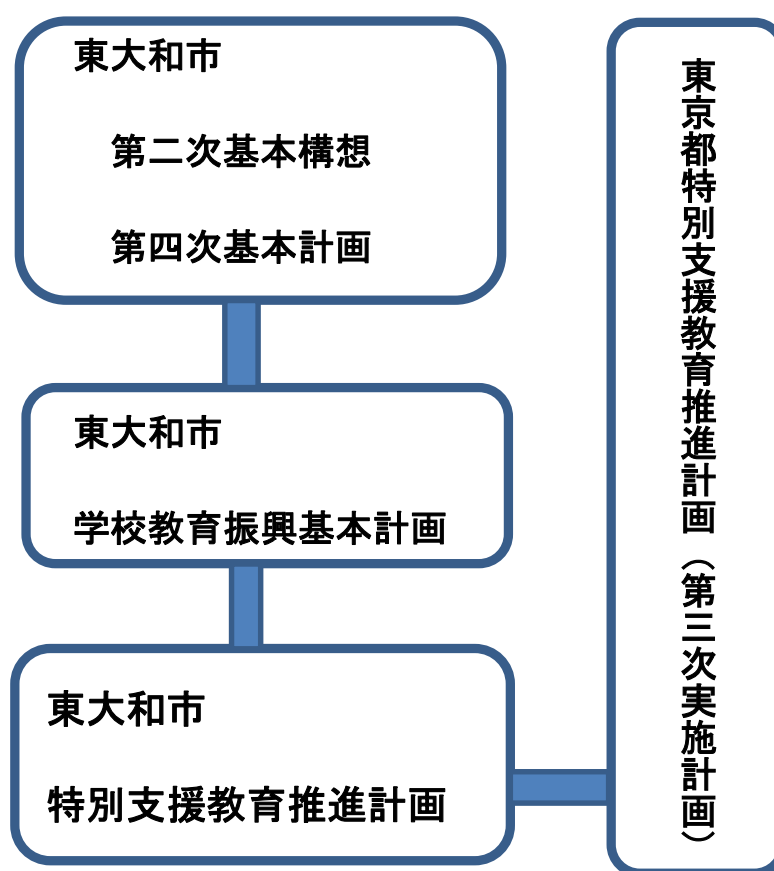 東大和市
第二次基本構想
第四次基本計画
東大和市
学校教育振興基本計画
東大和市
特別支援教育推進計画
東京都特別支援教育推進計画（第三次実施計画）